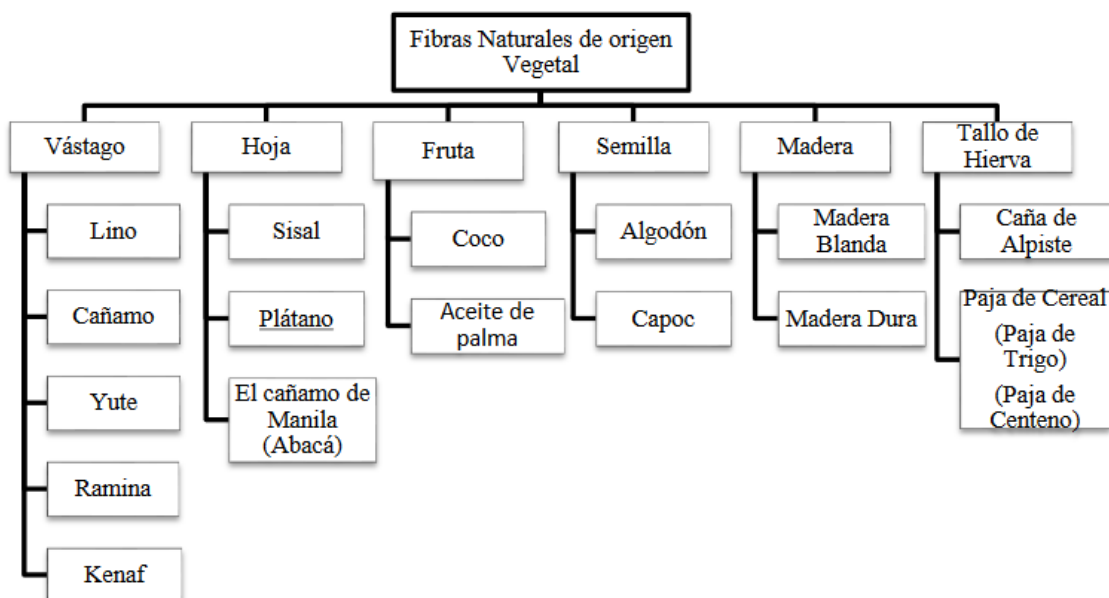 Fibras Naturales de origen
Vegetal
Vástago
Lino
Cañamo
Yute
Ramina
Kenaf
Hoja
Sisal
Plátano
El cañamo de
Manila
(Abacá)
Fruta
Coco
Aceite de
palma
Semilla
Algodón
Capoc
Madera
Madera
Blanda
Madera Dura
Tallo de
Hierva
Caña de
Alpiste
Paja de Cereal
(Paja de
Trigo)
(Paja de
Centeno)